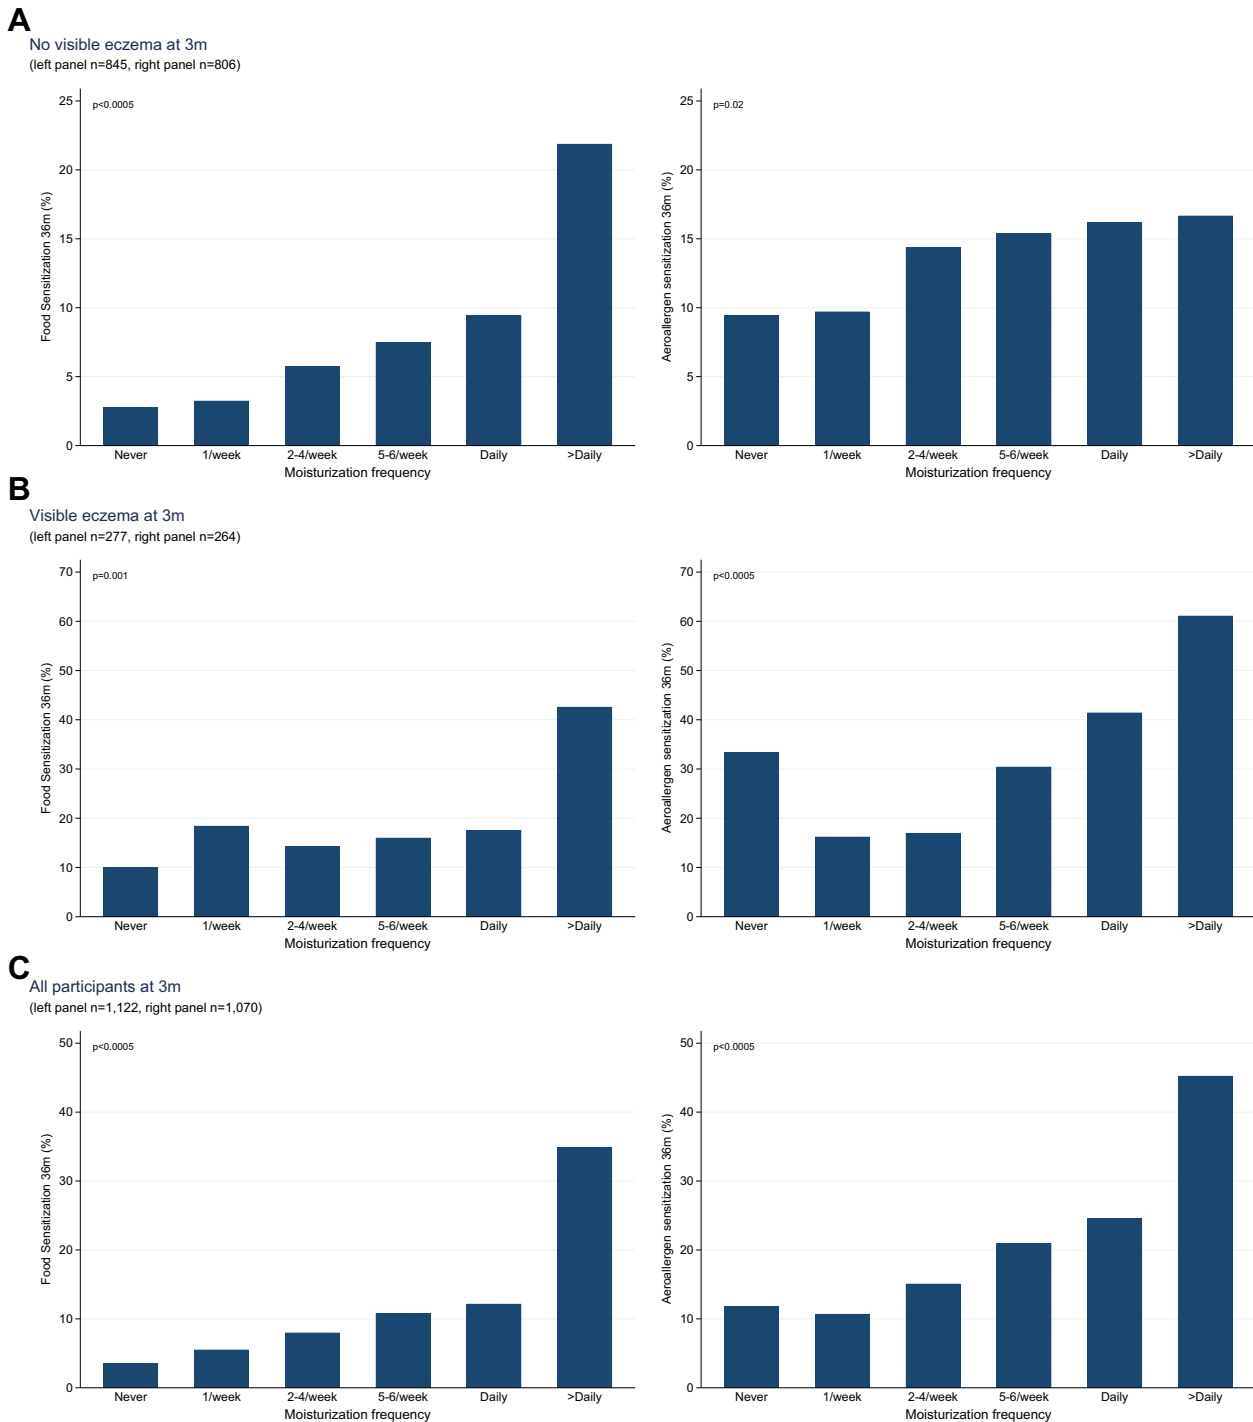 A
No visible eczema at 3m
(left panel n=845, right panel n=806)
p<0.0005
Food Sensitization 36m (%)
25
20
15
10
5
0
Never 1/week 2-4/week 5-6/week Daily >Daily
Moisturization frequency
p=0.02
Aeroallergen sensitization 36m (%)
25
20
15
10
5
0
Never 1/week 2-4/week 5-6/week Daily >Daily
Moisturization frequency
B
Visible eczema at 3m
(left panel n=277, right panel n=264)
p=0.001
Food Sensitization 36m (%)
70
60
50
40
30
20
10
0
Never 1/week 2-4/week 5-6/week Daily >Daily
Moisturization frequency
p<0.0005
Aeroallergen sensitization 36m (%)
70
60
50
40
30
20
10
0
Never 1/week 2-4/week 5-6/week Daily >Daily
Moisturization frequency
C
All participants at 3m
(left panel n=1,122, right panel n=1,070)
p<0.0005
Food Sensitization 36m (%)
50
40
30
20
10
0
Never 1/week 2-4/week 5-6/week Daily >Daily
Moisturization frequency
p<0.0005
Aeroallergen sensitization 36m (%)
50
40
30
20
10
0
Never 1/week 2-4/week 5-6/week Daily >Daily
Moisturization frequency